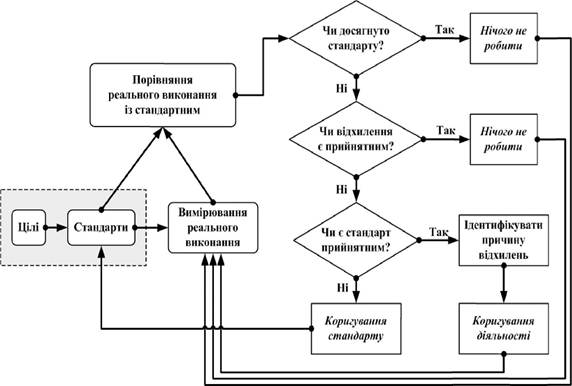 Чи досягнуто
стандарту?
Так
Нічого не
робити
Порівняння
реального виконання
із стандартним
Ні
Чи відхилення
є прийнятним?
Так
Нічого не
робити
Ні
Цілі
Стандарти
Вимірювання
реального
виконання
Чи є стандарт
прийнятним?
Так
Ідентифікувати
причину
відхилень
Ні
Коригування
стандарту
Коригування
діяльності